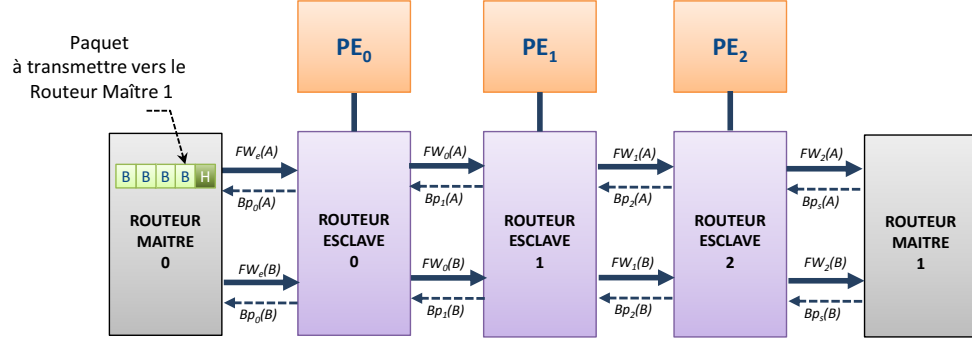 Paquet
à transmettre vers le
Routeur Maître 1
PE0
PE1
PE2
B B B B H
ROUTEUR
MAITRE
0
FWe(A)
Bp0(A)
FWe(B)
Bp0(B)
ROUTEUR
ESCLAVE
0
FW0(A)
Bp1(A)
FW0(B)
Bp1(B)
ROUTEUR
ESCLAVE
1
FW1(A)
Bp2(A)
FW1(B)
Bp2(B)
ROUTEUR
ESCLAVE
2
FW2(A)
Bps(A)
FW2(B)
Bps(B)
ROUTEUR
MAITRE
1